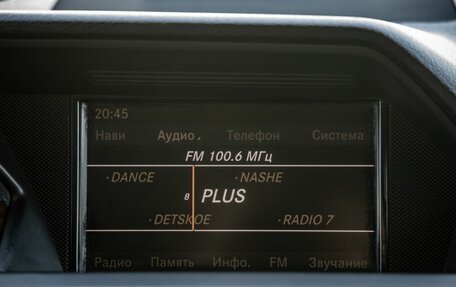 20:45
Нави Аудио Телефон Система
FM 100.6 МГц
·DANCE ·NASHE
8 PLUS
·DETSKOE ·RADIO 7
Радио Память Инфо. FM Звучание